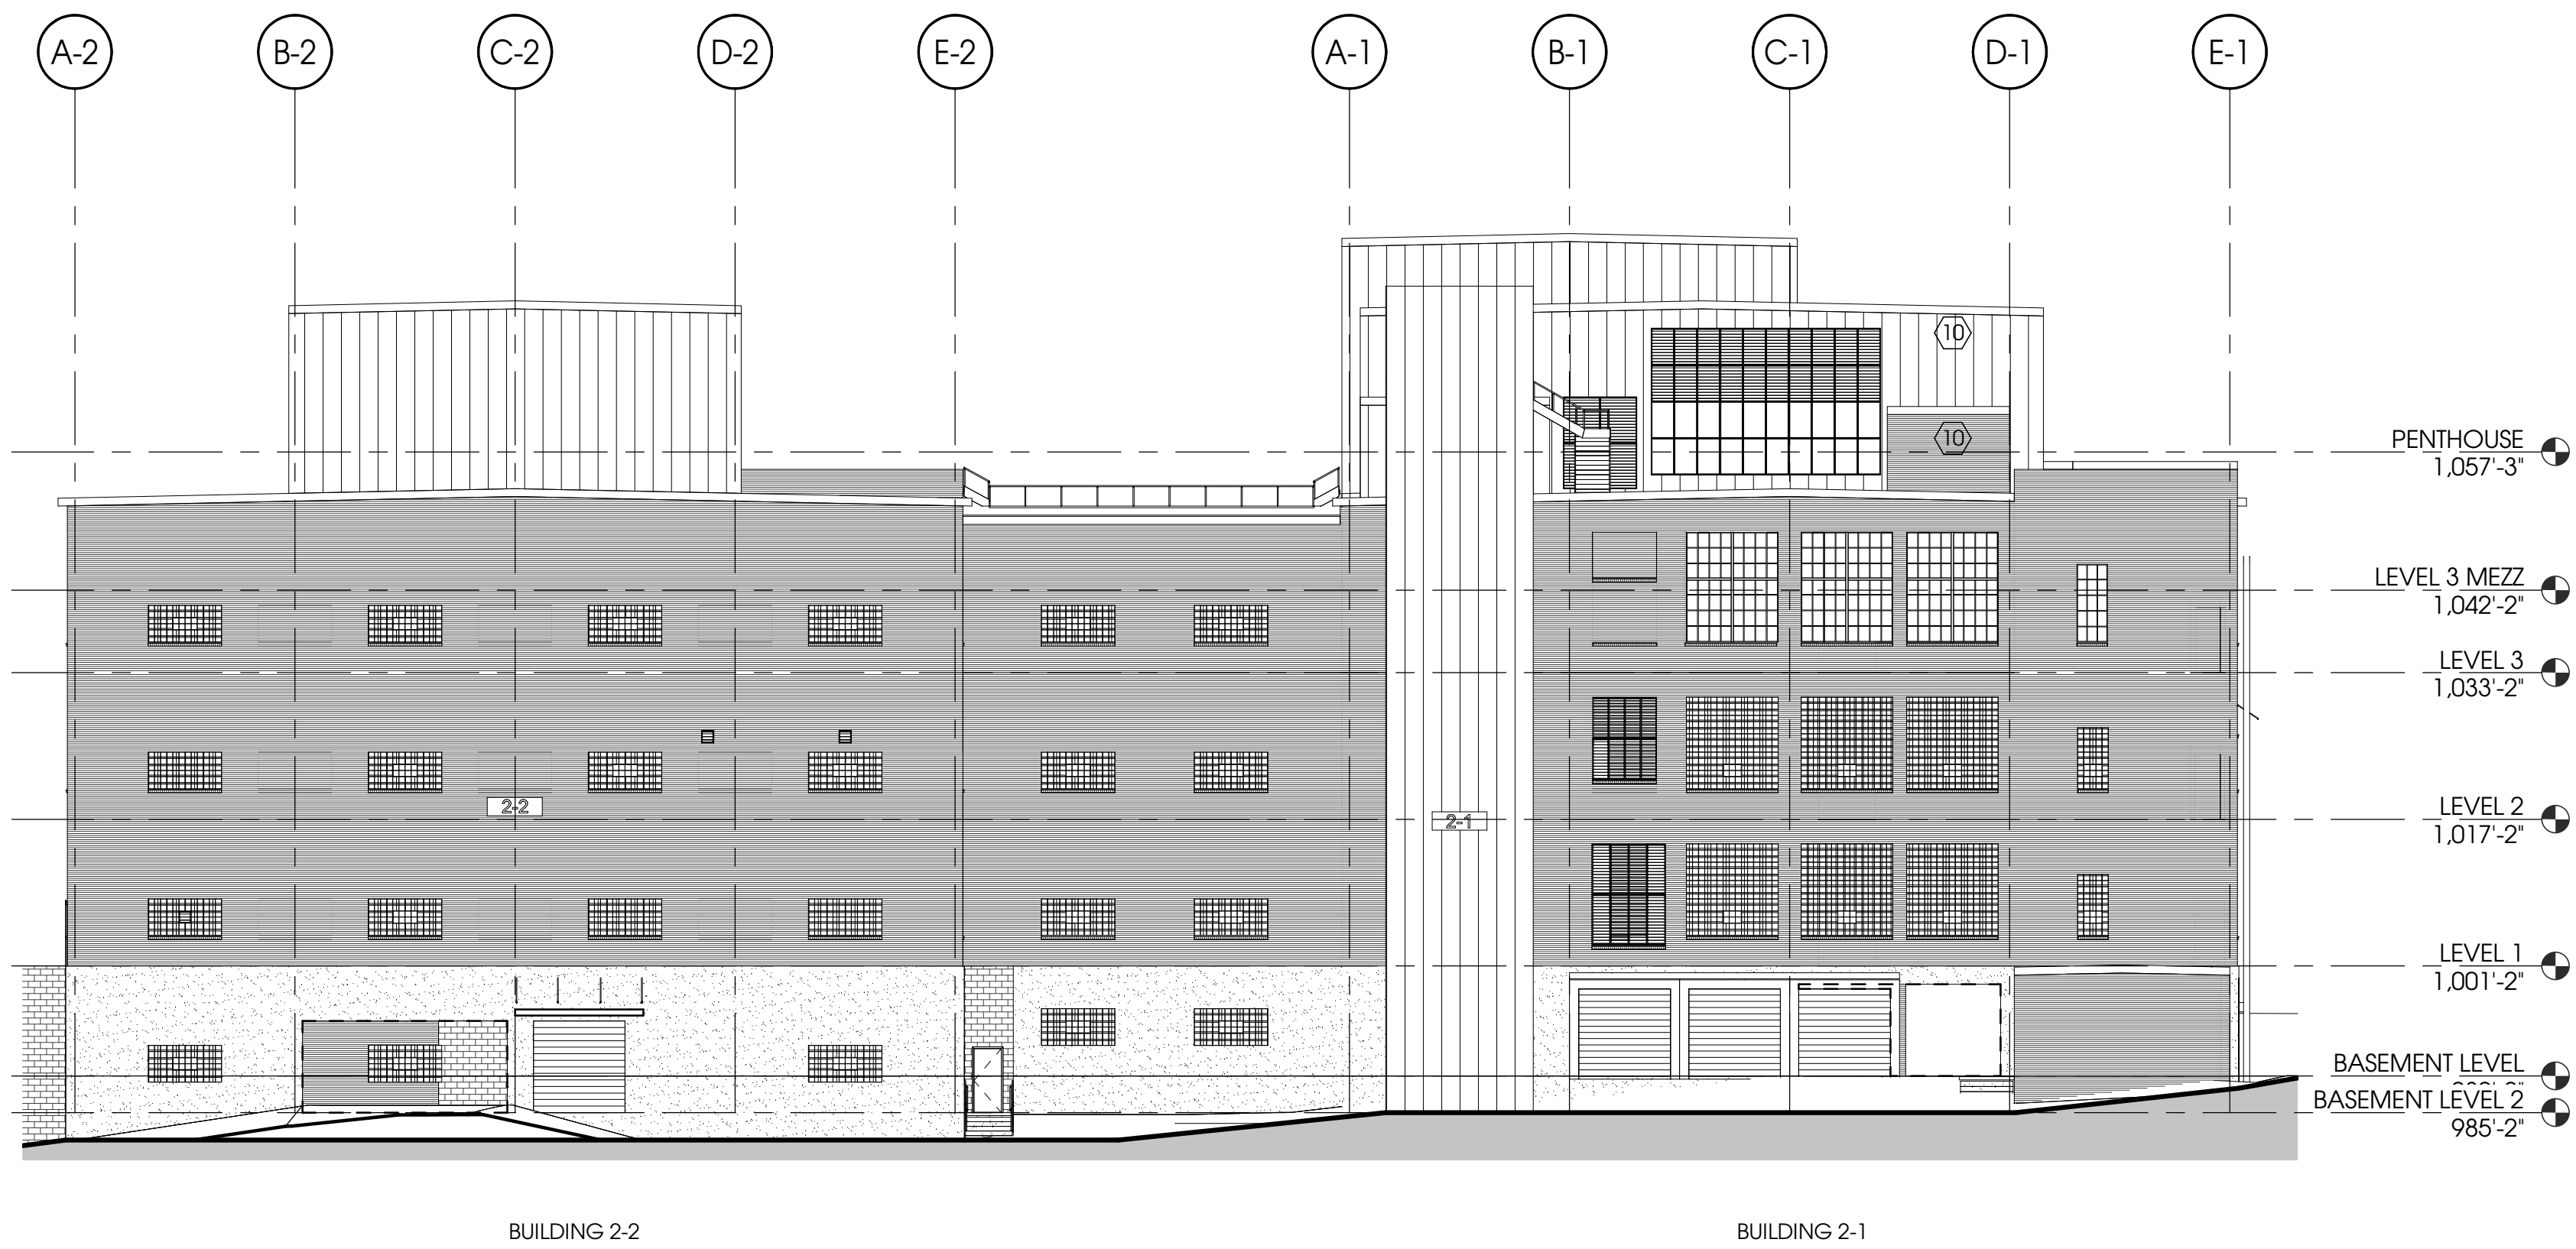 A-2
B-2
C-2
D-2
E-2
A-1
B-1
C-1
D-1
E-1
10
10
PENTHOUSE
1,057'-3"
LEVEL 3 MEZZ
1,042'-2"
LEVEL 3
1,033'-2"
2-2
2-1
LEVEL 2
1,017'-2"
LEVEL 1
1,001'-2"
BASEMENT LEVEL
BASEMENT LEVEL 2
985'-2"
BUILDING 2-2
BUILDING 2-1